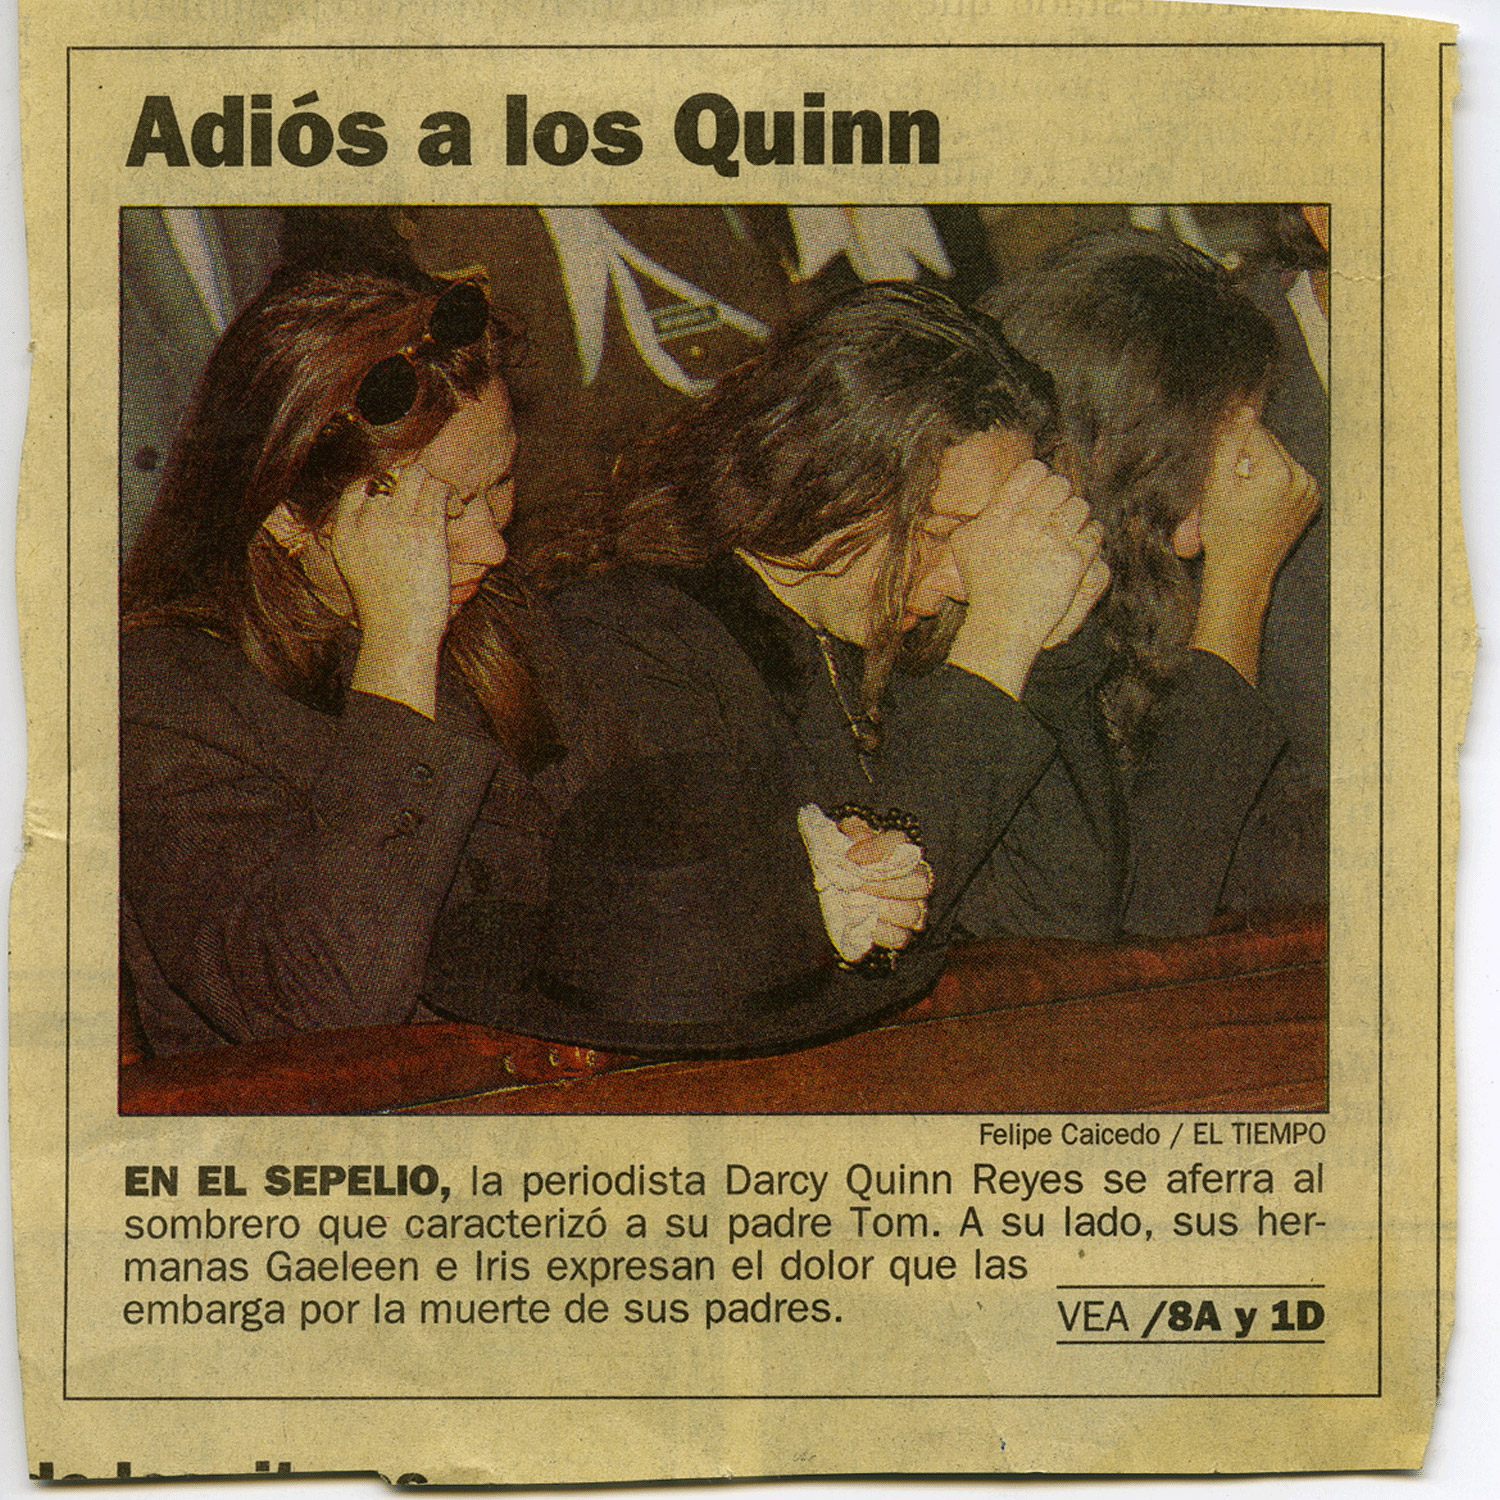 Adiós a los Quinn
Felipe Caicedo / EL TIEMPO
EN EL SEPELIO, la periodista Darcy Quinn Reyes se aferra al
sombrero que caracterizó a su padre Tom. A su lado, sus her-
manas Gaeleen e Iris expresan el dolor que las
embarga por la muerte de sus padres.
VEA /8A y 1D